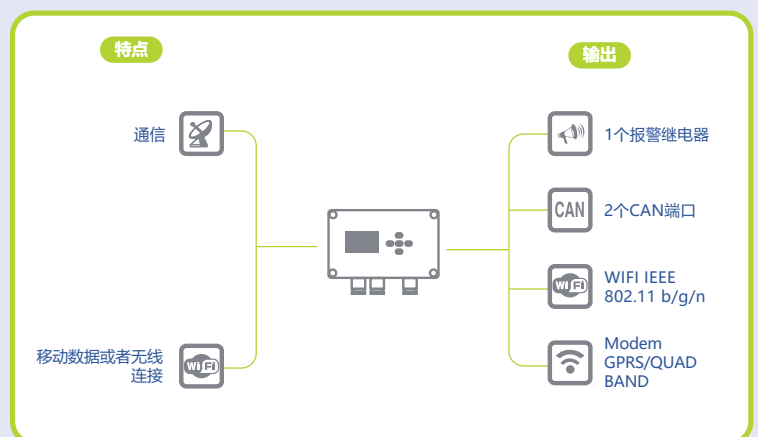 特点
通信
移动数据或者无线
连接
WiFi
输出
1个报警继电器
CAN
2个CAN端口
WiFi
WIFI IEEE
802.11 b/g/n
Modem
GPRS/QUAD
BAND